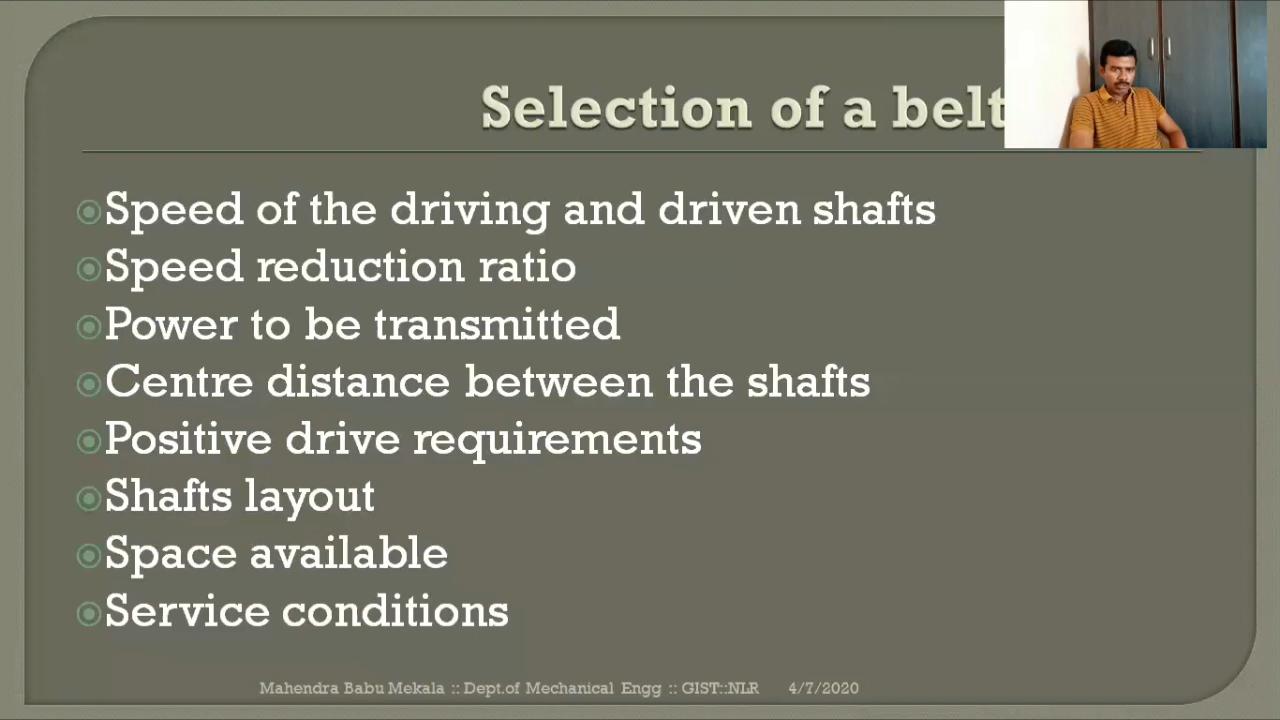 Selection of a belt
Speed of the driving and driven shafts
Speed reduction ratio
Power to be transmitted
Centre distance between the shafts
Positive drive requirements
Shafts layout
Space available
Service conditions
Mahendra Babu Mekala :: Dept.of Mechanical Engg :: GIST::NLR 4/7/2020